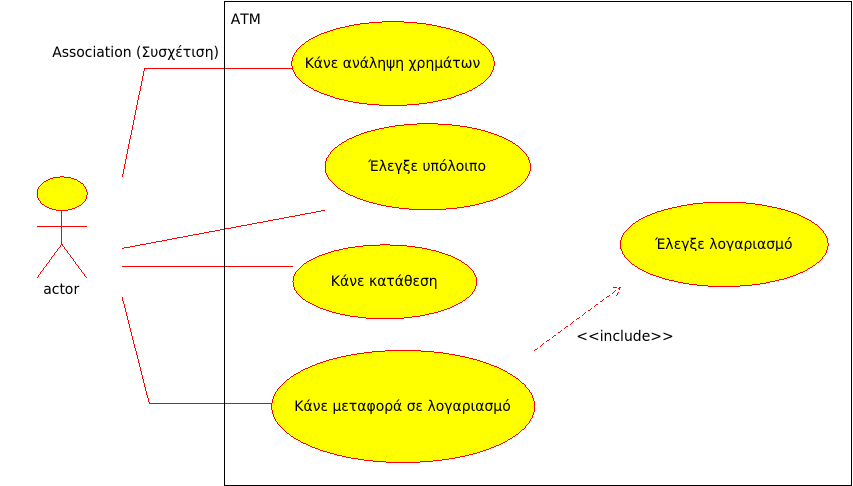 ATM
Association (Συσχέτιση)
Κάνε ανάληψη χρημάτων
Έλεγξε υπόλοιπο
Έλεγξε λογαριασμό
Κάνε κατάθεση
actor
<<include>>
Κάνε μεταφορά σε λογαριασμό